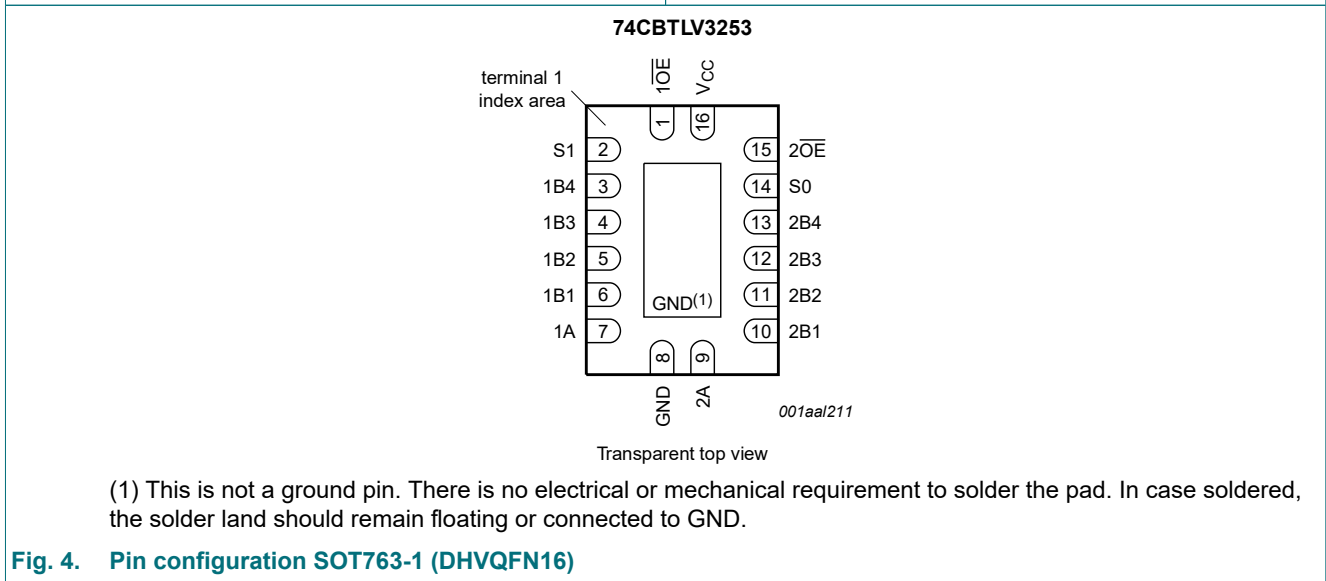 74CBTLV3253
terminal 1
index area
1O̅E̅
VCC
1
16
S1 2
15 2O̅E̅
1B4 3
14 S0
1B3 4
13 2B4
1B2 5
12 2B3
1B1 6
11 2B2
GND(1)
1A 7
10 2B1
8
9
GND
2A
001aal211
Transparent top view
(1) This is not a ground pin. There is no electrical or mechanical requirement to solder the pad. In case soldered,
the solder land should remain floating or connected to GND.
Fig. 4. Pin configuration SOT763-1 (DHVQFN16)